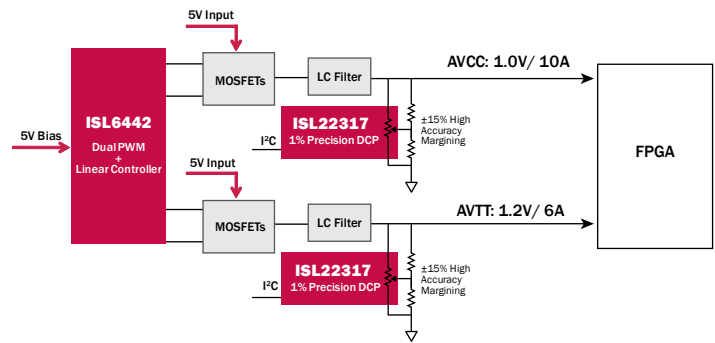 5V Input
MOSFETs
LC Filter
AVCC: 1.0V/ 10A
ISL6442
Dual PWM
+
Linear Controller
5V Bias
ISL22317
1% Precision DCP
I²C
±15% High
Accuracy
Margining
FPGA
5V Input
MOSFETs
LC Filter
AVTT: 1.2V/ 6A
ISL22317
1% Precision DCP
I²C
±15% High
Accuracy
Margining